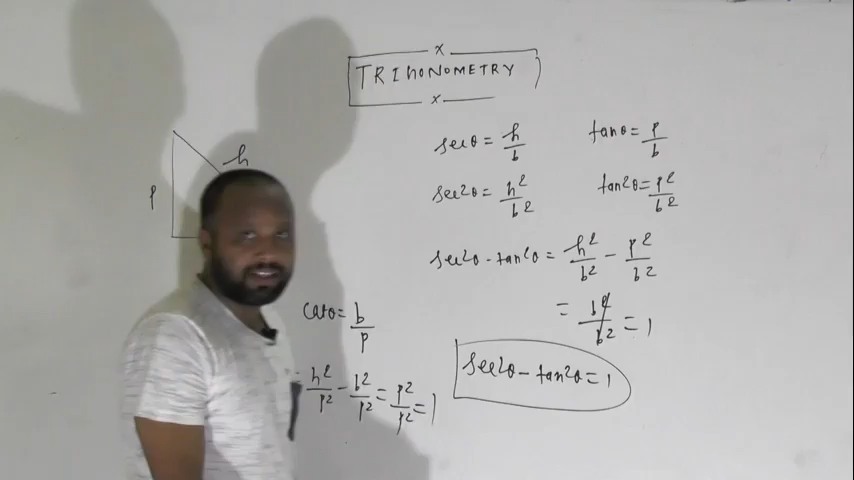 x
TRIGONOMETRY
x
h
p
secθ = h/b
tanθ = p/b
sec²θ = h²/b²
tan²θ = p²/b²
sec²θ - tan²θ = h²/b² - p²/b²
= b²/b² = 1
sec²θ - tan²θ = 1
cotθ = b/p
= h²/p² - b²/p² = p²/p² = 1